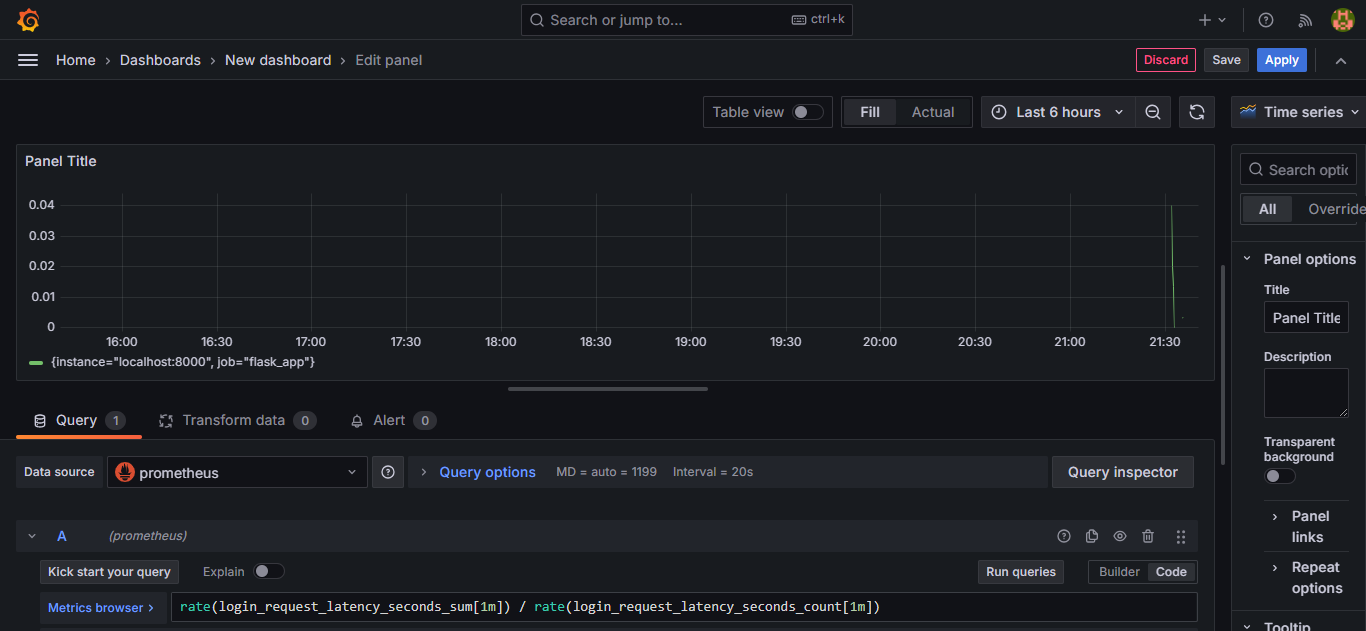 Search or jump to... ctrl+k
Home › Dashboards › New dashboard › Edit panel Discard Save Apply
Table view Fill Actual Last 6 hours Time series
Panel Title
0.04
0.03
0.02
0.01
0
16:00 16:30 17:00 17:30 18:00 18:30 19:00 19:30 20:00 20:30 21:00 21:30
{instance="localhost:8000", job="flask_app"}
Query 1 Transform data 0 Alert 0
Data source prometheus Query options MD = auto = 1199 Interval = 20s Query inspector
A (prometheus)
Kick start your query Explain Run queries Builder Code
Metrics browser › rate(login_request_latency_seconds_sum[1m]) / rate(login_request_latency_seconds_count[1m])
Search optic
All Override
Panel options
Title
Panel Title
Description
Transparent
background
Panel
links
Repeat
options
Tooltip